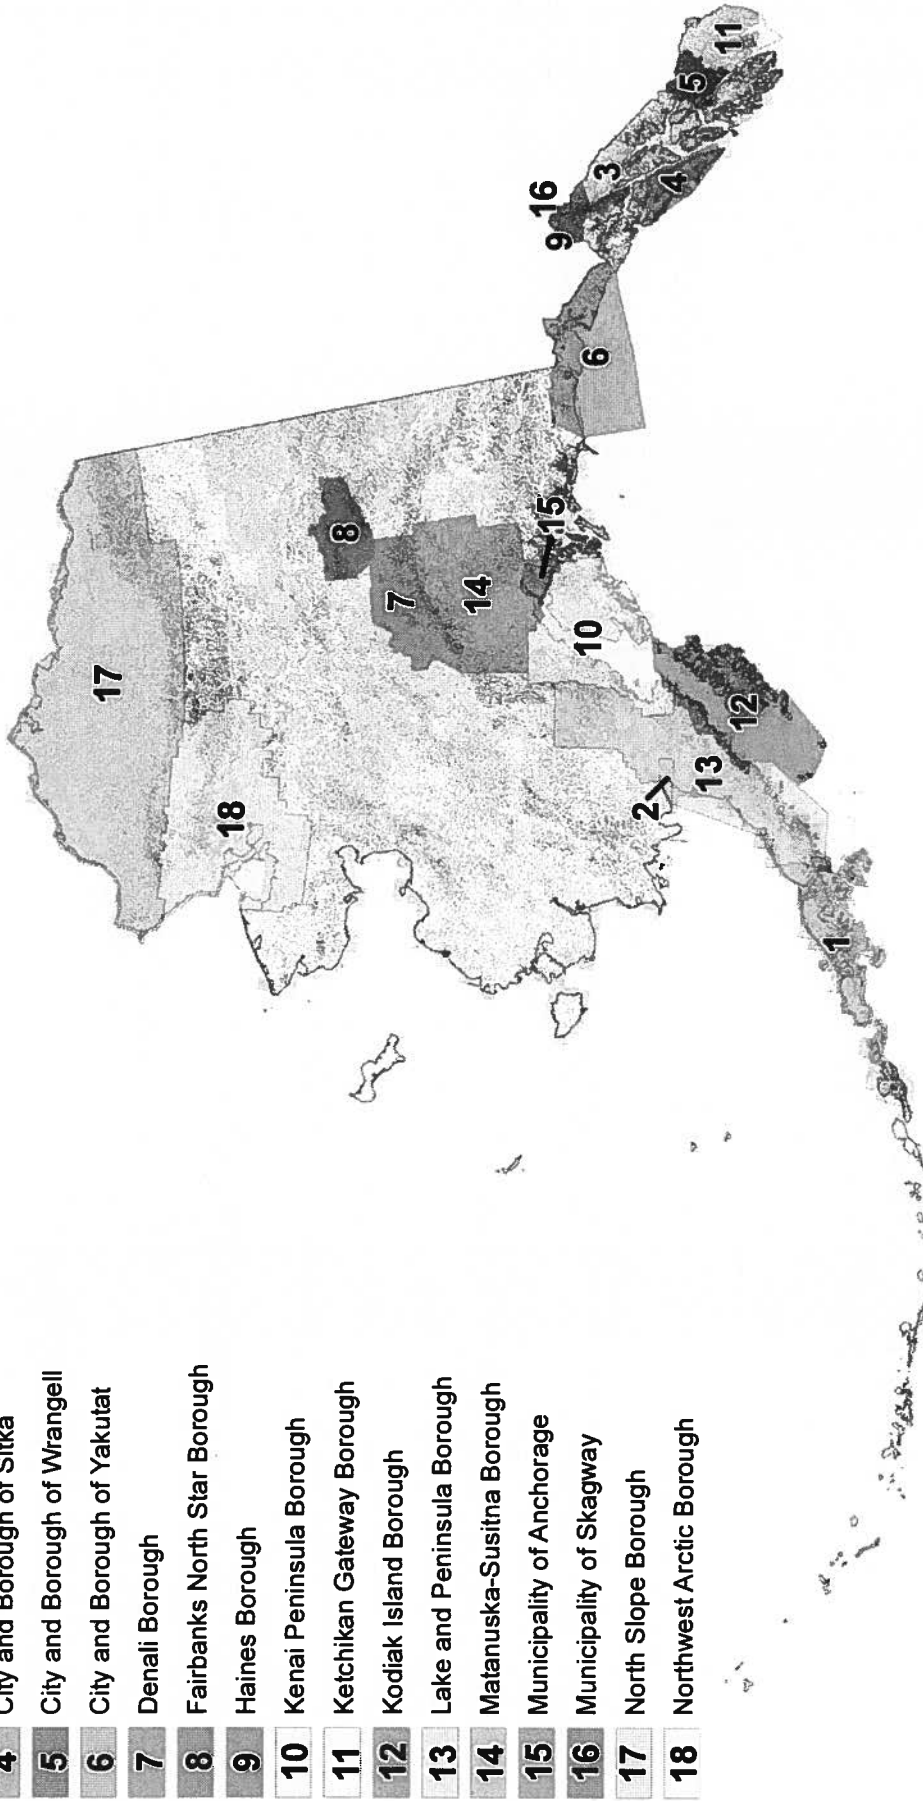 4 City and Borough of Sitka
5 City and Borough of Wrangell
6 City and Borough of Yakutat
7 Denali Borough
8 Fairbanks North Star Borough
9 Haines Borough
10 Kenai Peninsula Borough
11 Ketchikan Gateway Borough
12 Kodiak Island Borough
13 Lake and Peninsula Borough
14 Matanuska-Susitna Borough
15 Municipality of Anchorage
16 Municipality of Skagway
17 North Slope Borough
18 Northwest Arctic Borough
17
18
8
7
14
15
10
2
13
12
1
6
9
16
3
4
5
11